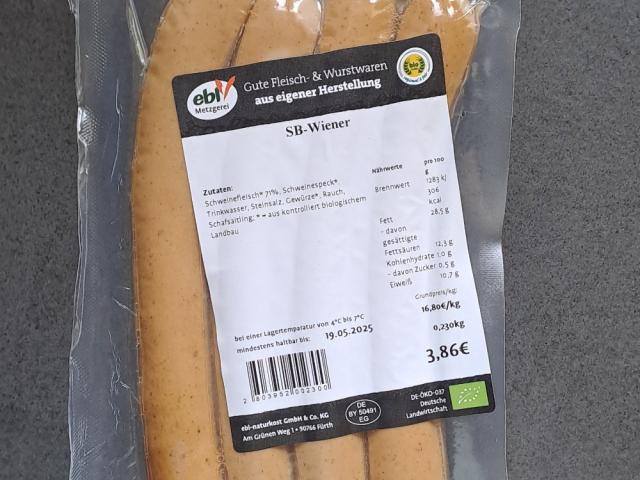 ebl
Metzgerei
Gute Fleisch- & Wurstwaren
aus eigener Herstellung
bio
SB-Wiener
Zutaten:
Schweinefleisch* 71%, Schweinespeck*,
Trinkwasser, Steinsalz, Gewürze*, Rauch,
Schafsaitling; * = aus kontrolliert biologischem
Landbau
Nährwerte pro 100
g
Brennwert 1283 kJ
306
kcal
Fett 28,5 g
- davon
gesättigte
Fettsäuren 12,3 g
Kohlenhydrate 1,0 g
- davon Zucker 0,5 g
Eiweiß 10,7 g
Grundpreis/kg:
16,80€/kg
0,230kg
3,86€
bei einer Lagertemparatur von 4°C bis 7°C
mindestens haltbar bis: 19.05.2025
2 803952 002300
ebl-naturkost GmbH & Co. KG
Am Grünen Weg 1 • 90766 Fürth
DE
BY 50491
EG
DE-ÖKO-037
Deutsche
Landwirtschaft